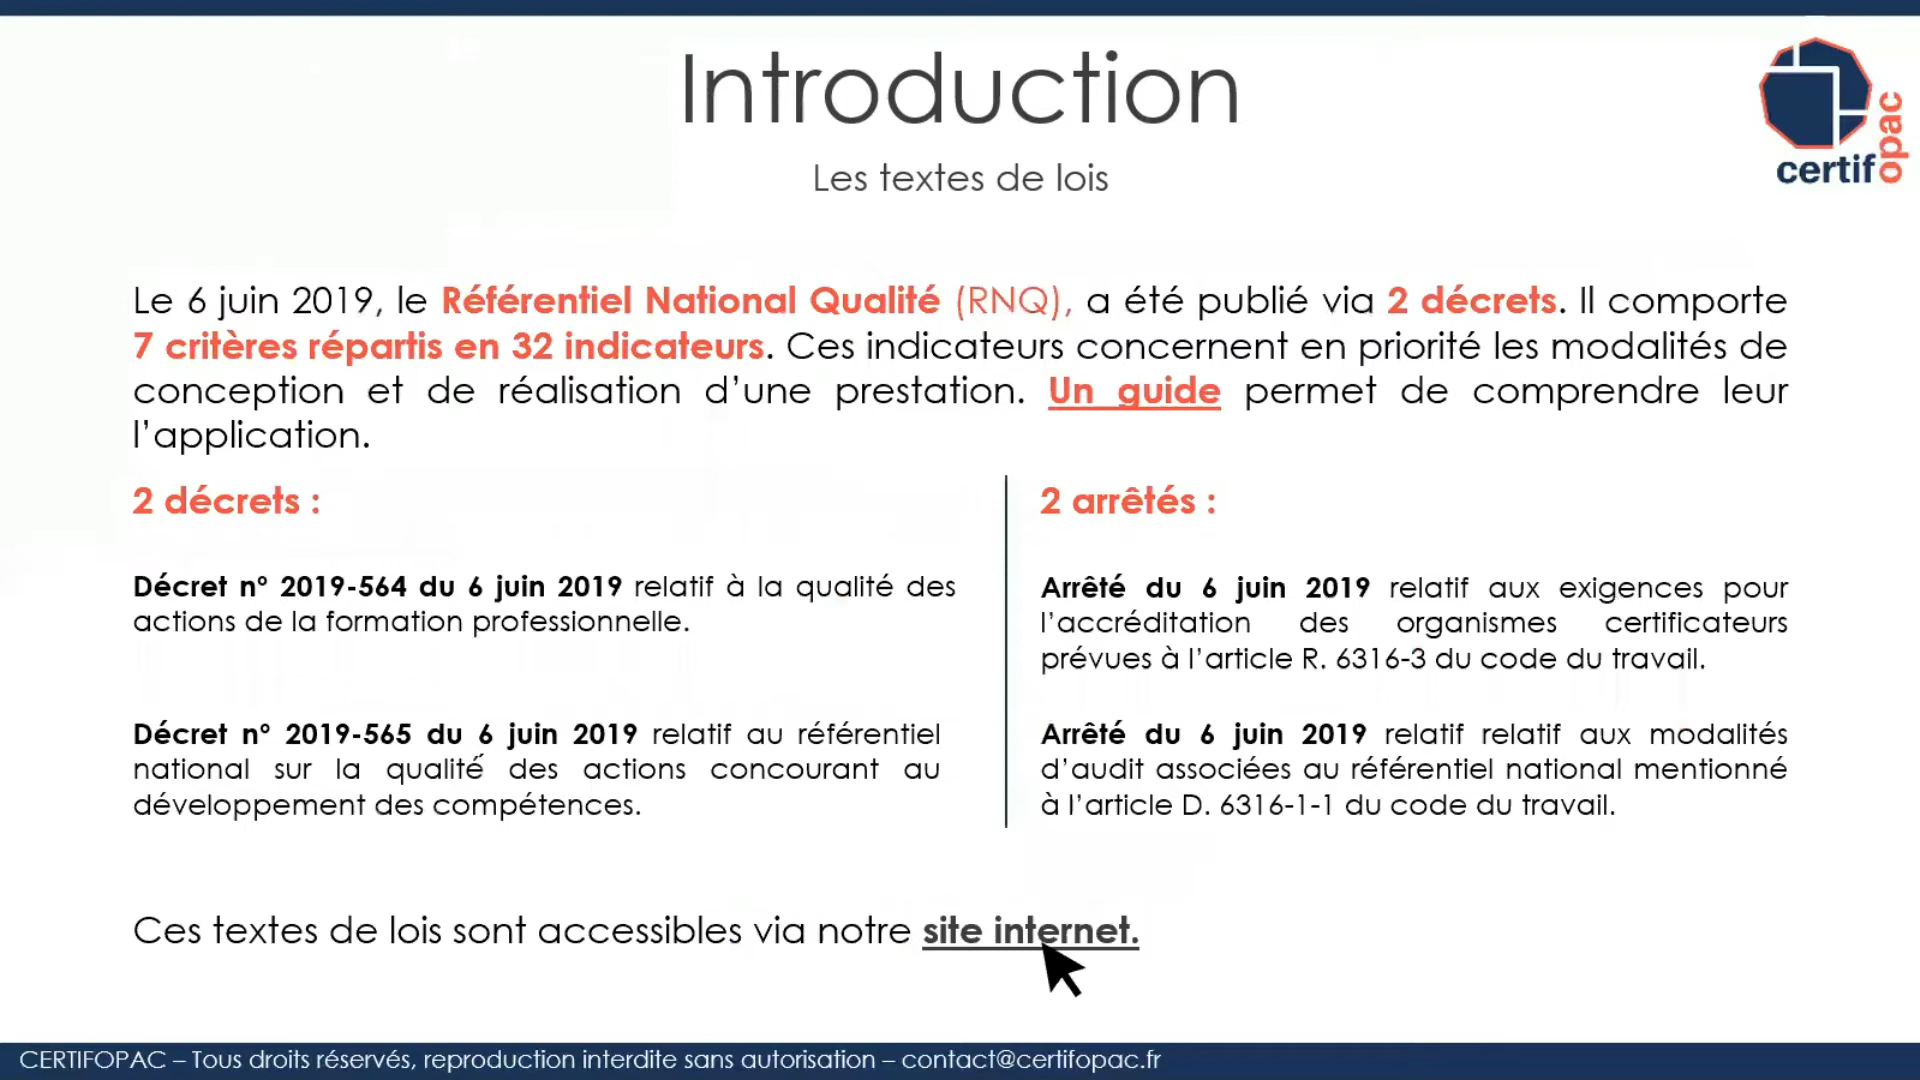 Introduction
Les textes de lois
certifopac
Le 6 juin 2019, le Référentiel National Qualité (RNQ), a été publié via 2 décrets. Il comporte
7 critères répartis en 32 indicateurs. Ces indicateurs concernent en priorité les modalités de
conception et de réalisation d’une prestation. Un guide permet de comprendre leur
l’application.
2 décrets :
Décret n° 2019-564 du 6 juin 2019 relatif à la qualité des
actions de la formation professionnelle.
Décret n° 2019-565 du 6 juin 2019 relatif au référentiel
national sur la qualité des actions concourant au
développement des compétences.
2 arrêtés :
Arrêté du 6 juin 2019 relatif aux exigences pour
l’accréditation des organismes certificateurs
prévues à l’article R. 6316-3 du code du travail.
Arrêté du 6 juin 2019 relatif relatif aux modalités
d’audit associées au référentiel national mentionné
à l’article D. 6316-1-1 du code du travail.
Ces textes de lois sont accessibles via notre site internet.
CERTIFOPAC – Tous droits réservés, reproduction interdite sans autorisation – contact@certifopac.fr